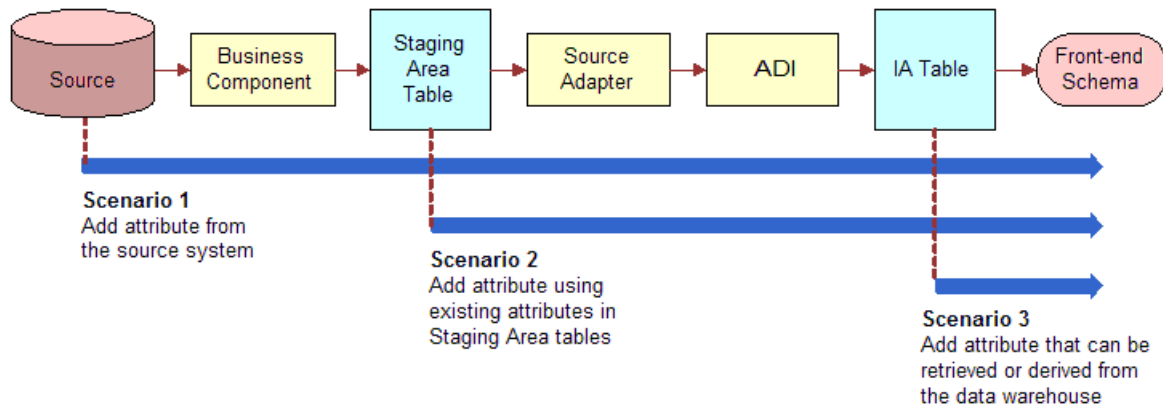 Source
Business
Component
Staging
Area
Table
Source
Adapter
ADI
IA Table
Front-end
Schema
Scenario 1
Add attribute from
the source system
Scenario 2
Add attribute using
existing attributes in
Staging Area tables
Scenario 3
Add attribute that can be
retrieved or derived from
the data warehouse